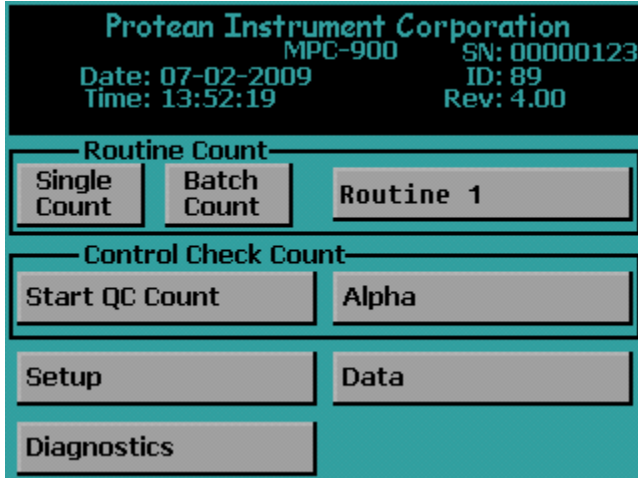 Protean Instrument Corporation
MPC-900 SN: 00000123
Date: 07-02-2009 ID: 89
Time: 13:52:19 Rev: 4.00
Routine Count
Single Count
Batch Count
Routine 1
Control Check Count
Start QC Count
Alpha
Setup
Data
Diagnostics